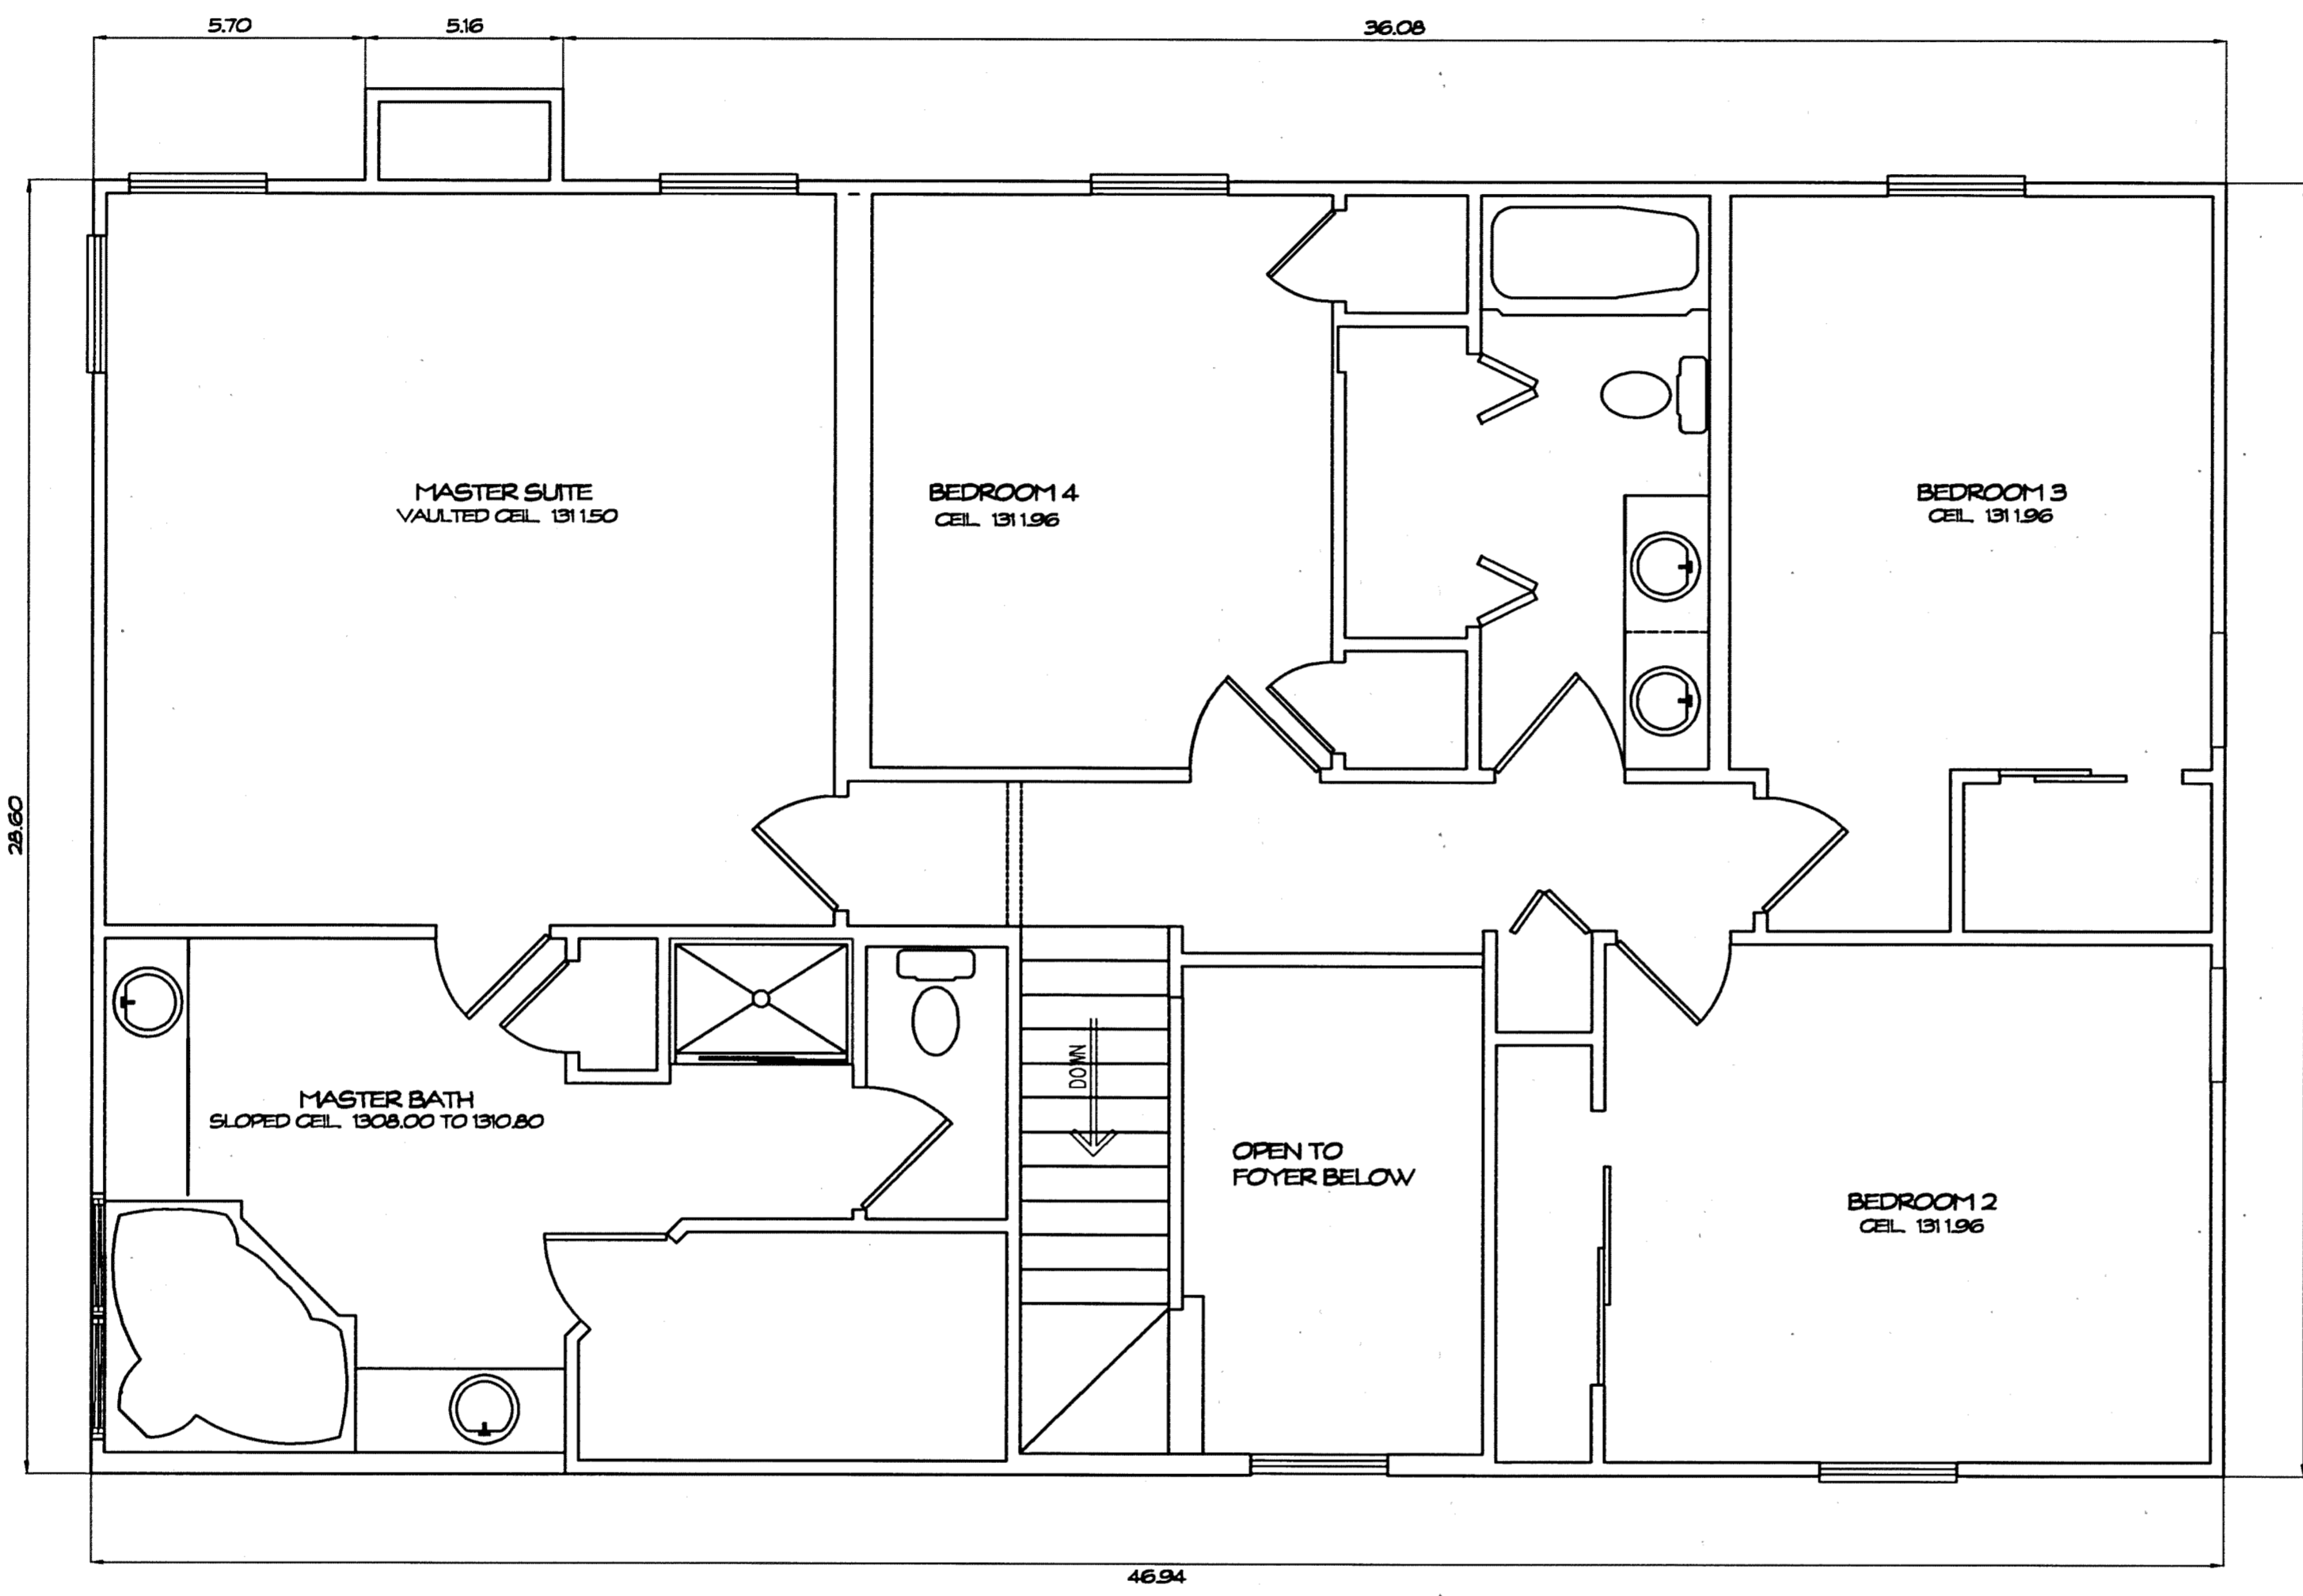 5.70
5.16
36.08
MASTER SUITE
VAULTED CEIL. 1311.50
BEDROOM 4
CEIL. 1311.96
BEDROOM 3
CEIL. 1311.96
28.60
MASTER BATH
SLOPED CEIL. 1308.00 TO 1310.80
DOWN
OPEN TO
FOYER BELOW
BEDROOM 2
CEIL. 1311.96
46.94